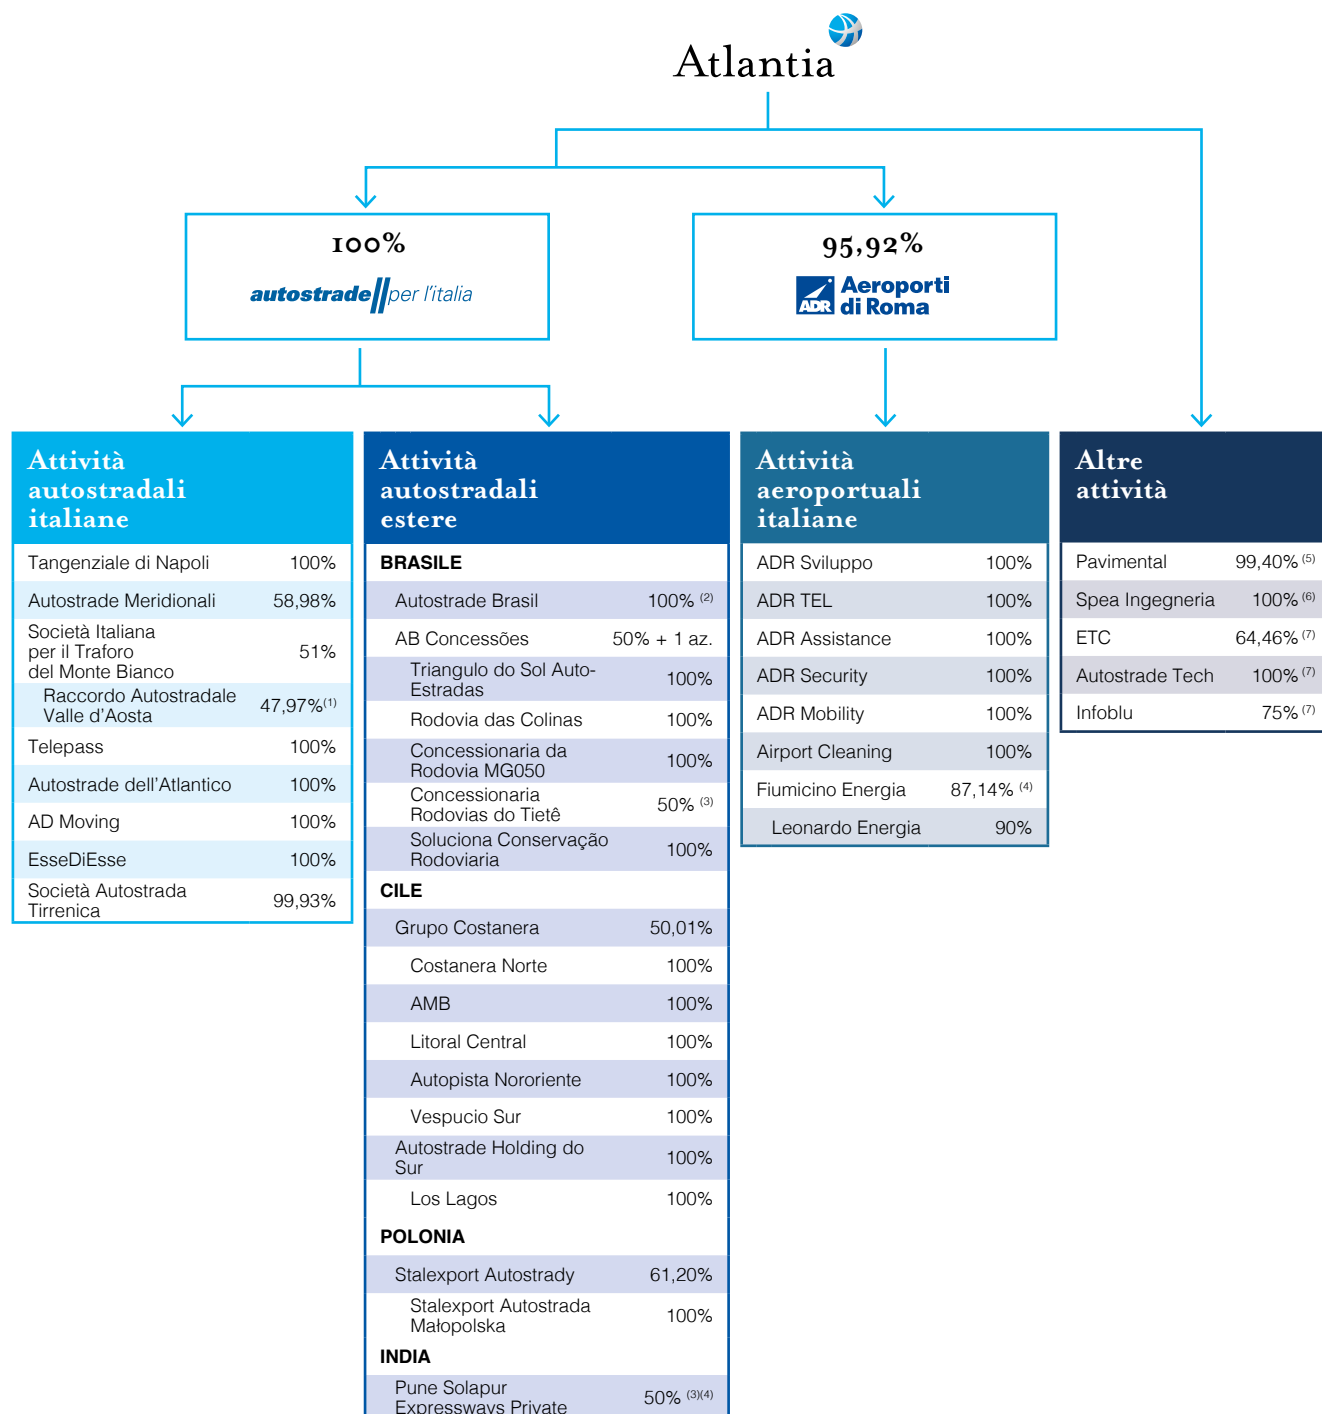 Atlantia
100%
autostrade//per l'italia
95,92%
ADR Aeroporti
di Roma
Attività
autostradali
italiane
Tangenziale di Napoli 100%
Autostrade Meridionali 58,98%
Società Italiana
per il Traforo
del Monte Bianco 51%
Raccordo Autostradale
Valle d'Aosta 47,97%(1)
Telepass 100%
Autostrade dell'Atlantico 100%
AD Moving 100%
EsseDiEsse 100%
Società Autostrada
Tirrenica 99,93%
Attività
autostradali
estere
BRASILE
Autostrade Brasil 100% (2)
AB Concessões 50% + 1 az.
Triangulo do Sol Auto-
Estradas 100%
Rodovia das Colinas 100%
Concessionaria da
Rodovia MG050 100%
Concessionaria
Rodovias do Tietê 50% (3)
Soluciona Conservação
Rodoviaria 100%
CILE
Grupo Costanera 50,01%
Costanera Norte 100%
AMB 100%
Litoral Central 100%
Autopista Nororiente 100%
Vespucio Sur 100%
Autostrade Holding do
Sur 100%
Los Lagos 100%
POLONIA
Stalexport Autostrady 61,20%
Stalexport Autostrada
Małopolska 100%
INDIA
Pune Solapur
Expressways Private 50% (3)(4)
Attività
aeroportuali
italiane
ADR Sviluppo 100%
ADR TEL 100%
ADR Assistance 100%
ADR Security 100%
ADR Mobility 100%
Airport Cleaning 100%
Fiumicino Energia 87,14% (4)
Leonardo Energia 90%
Altre
attività
Pavimental 99,40% (5)
Spea Ingegneria 100% (6)
ETC 64,46% (7)
Autostrade Tech 100% (7)
Infoblu 75% (7)